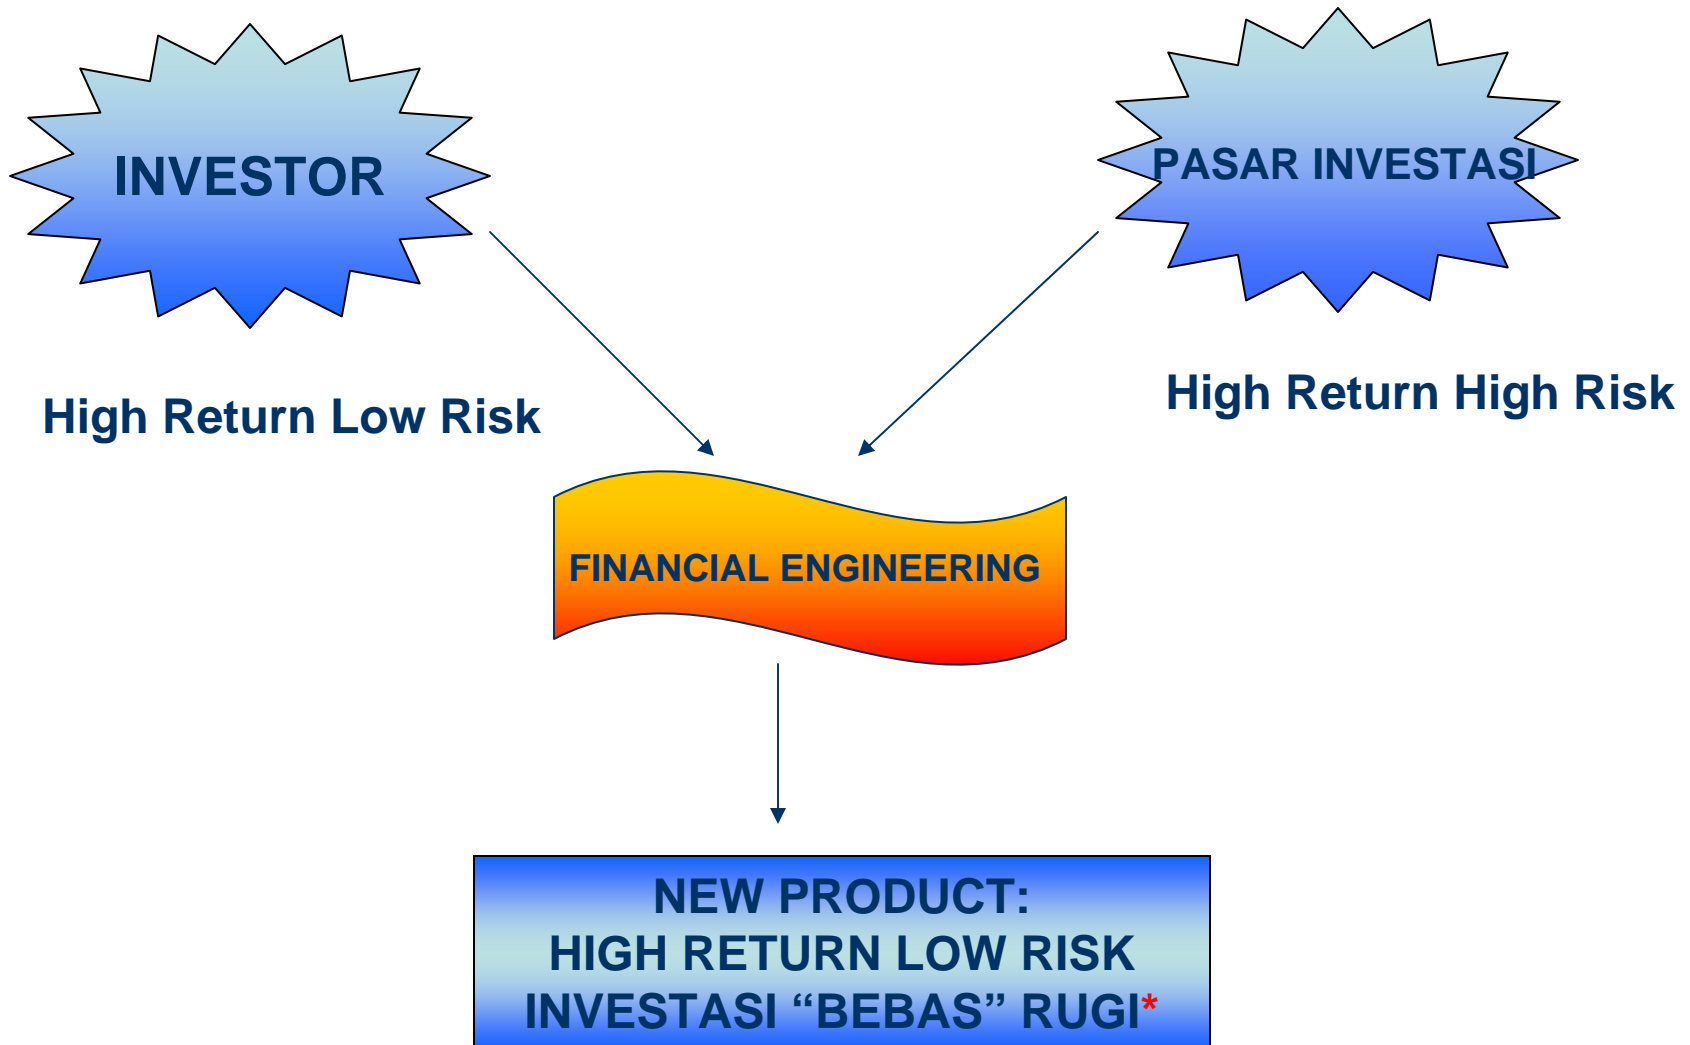 INVESTOR
PASAR INVESTASI
High Return Low Risk
High Return High Risk
FINANCIAL ENGINEERING
NEW PRODUCT:
HIGH RETURN LOW RISK
INVESTASI “BEBAS” RUGI*